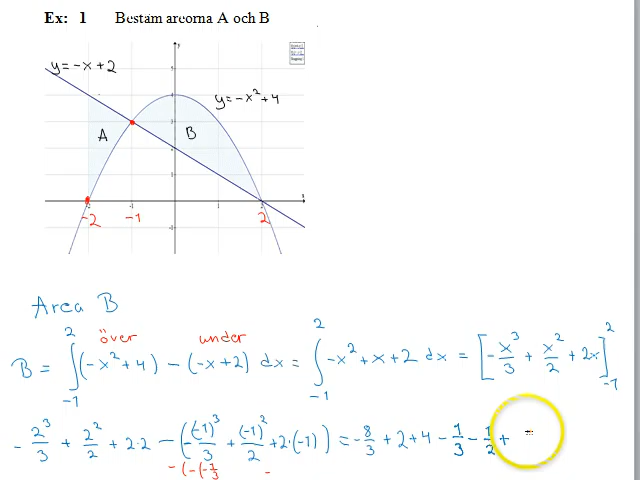 Ex: 1 Bestäm areorna A och B
y = -x + 2
y = -x² + 4
A
B
-2 -1 2
Area B
B = ∫₋₁² över (-x² + 4) - under (-x + 2) dx = ∫₋₁² -x² + x + 2 dx = [-x³/3 + x²/2 + 2x]₋₁²
-2³/3 + 2²/2 + 2·2 - (-(-1)³/3 + (-1)²/2 + 2·(-1)) = -8/3 + 2 + 4 - 1/3 - 1/2 +
-(-(-1/3 -